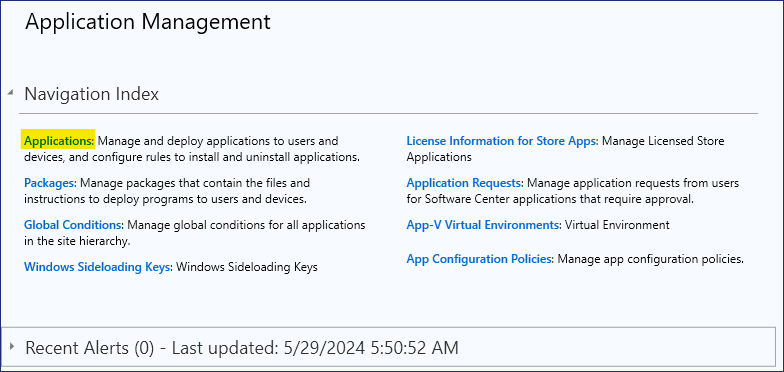 Application Management
Navigation Index
Applications: Manage and deploy applications to users and
devices, and configure rules to install and uninstall applications.
Packages: Manage packages that contain the files and
instructions to deploy programs to users and devices.
Global Conditions: Manage global conditions for all applications
in the site hierarchy.
Windows Sideloading Keys: Windows Sideloading Keys
License Information for Store Apps: Manage Licensed Store
Applications
Application Requests: Manage application requests from users
for Software Center applications that require approval.
App-V Virtual Environments: Virtual Environment
App Configuration Policies: Manage app configuration policies.
Recent Alerts (0) - Last updated: 5/29/2024 5:50:52 AM